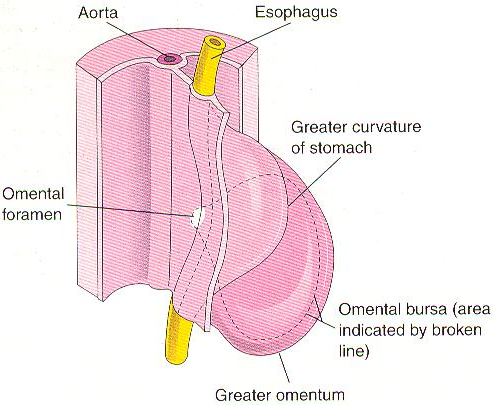 Aorta
Esophagus
Greater curvature
of stomach
Omental
foramen
Omental bursa (area
indicated by broken
line)
Greater omentum